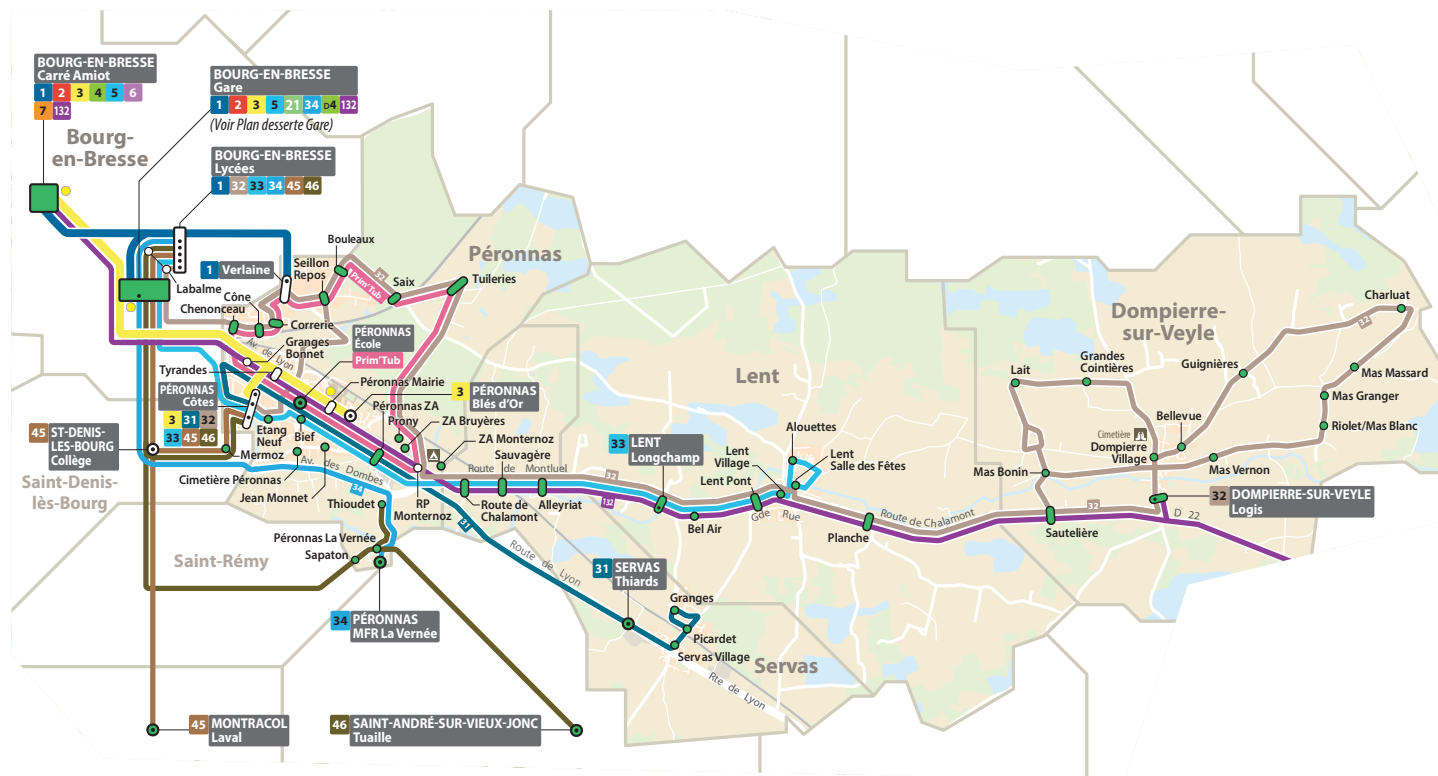 BOURG-EN-BRESSE
Carré Amiot
1 2 3 4 5 6
7 132
Bourg-
en-Bresse
BOURG-EN-BRESSE
Gare
1 2 3 5 21 34 D4 132
(Voir Plan desserte Gare)
BOURG-EN-BRESSE
Lycées
1 32 33 34 45 46
Labalme
1 Verlaine
Chenonceau
Cône
Correrie
Seillon
Repos
Bouleaux
Prim'Tub
32
Saix
Tuileries
Péronnas
Av. de Lyon
Granges
Bonnet
Tyrandes
PÉRONNAS
École
Prim'Tub
Péronnas Mairie
3 PÉRONNAS
Blés d'Or
PÉRONNAS
Côtes
3 31 32
33 45 46
Péronnas ZA
Prony
ZA Bruyères
ZA Monternoz
Etang
Neuf
Bief
Mermoz
45 ST-DENIS-
LES-BOURG
Collège
Saint-Denis-
lès-Bourg
Cimetière Péronnas
Jean Monnet
Av. des Dombes
34
Thioudet
Péronnas La Vernée
Sapaton
Saint-Rémy
34 PÉRONNAS
MFR La Vernée
RP
Monternoz
31
Sauvagère
Route de Montluel
Route de
Chalamont
Alleyriat
32
132
33 LENT
Longchamp
Lent
Bel Air
Lent
Village
Lent Pont
Gde Rue
Alouettes
Lent
Salle des Fêtes
Planche
Route de Chalamont
32
Sautelière
Route de Lyon
31 SERVAS
Thiards
Granges
Picardet
Servas Village
Servas
Rte de Lyon
Dompierre-
sur-Veyle
Lait
Grandes
Cointières
Guignières
32
Charluat
Mas Massard
Mas Granger
Riolet/Mas Blanc
Bellevue
Cimetière
Dompierre
Village
Mas Vernon
Mas Bonin
32 DOMPIERRE-SUR-VEYLE
Logis
D 22
45 MONTRACOL
Laval
46 SAINT-ANDRÉ-SUR-VIEUX-JONC
Tuaille